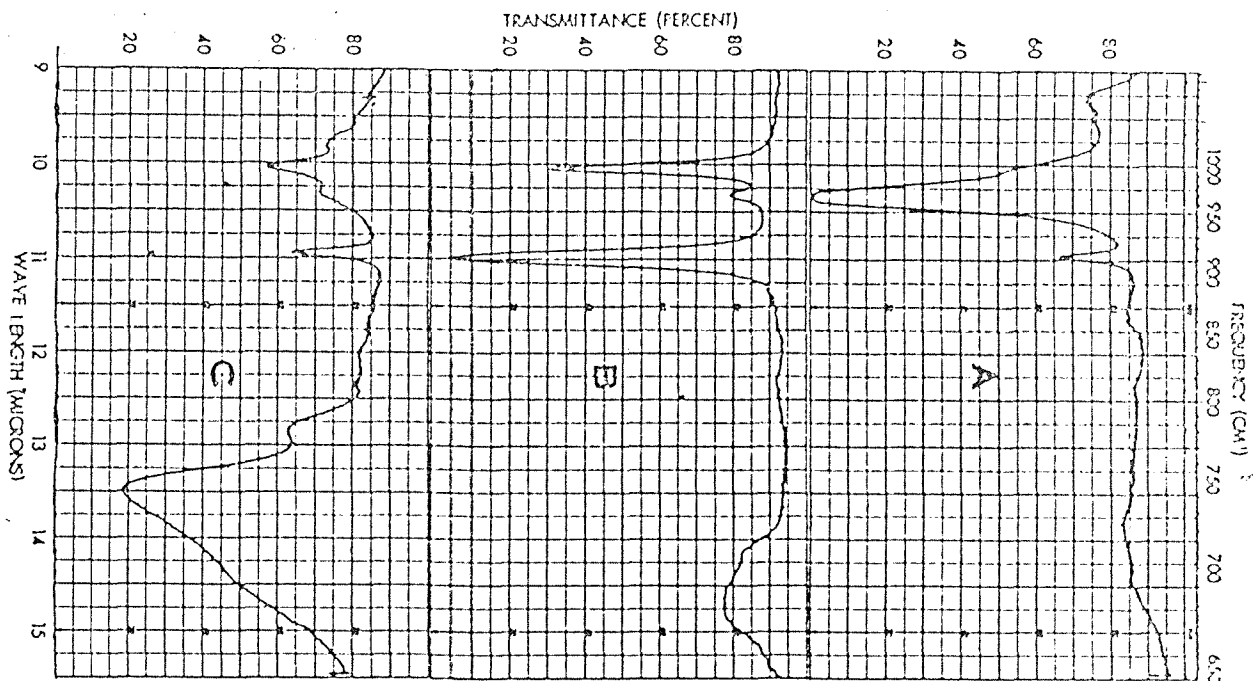 TRANSMITTANCE (PERCENT)
20 40 60 80 20 40 60 80 20 40 60 80
9
10
11
12
13
14
15
WAVE LENGTH (MICRONS)
C
B
A
1000
950
900
850
800
750
700
FREQUENCY (CM⁻¹)